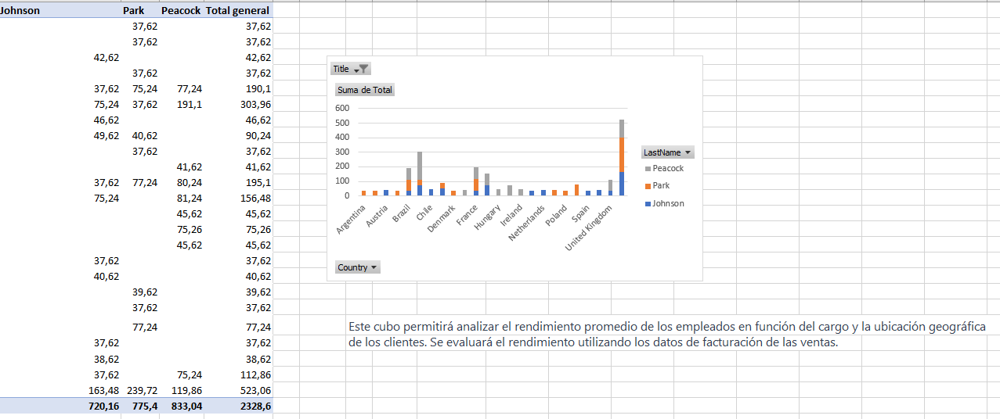 Johnson Park Peacock Total general
37,62 37,62
37,62 37,62
42,62 42,62
37,62 37,62
37,62 75,24 77,24 190,1
75,24 37,62 191,1 303,96
46,62 46,62
49,62 40,62 90,24
37,62 37,62
41,62 41,62
37,62 77,24 80,24 195,1
75,24 81,24 156,48
45,62 45,62
75,26 75,26
45,62 45,62
37,62 37,62
40,62 40,62
39,62 39,62
37,62 37,62
77,24 77,24
37,62 37,62
38,62 38,62
37,62 75,24 112,86
163,48 239,72 119,86 523,06
720,16 775,4 833,04 2328,6
Title
Suma de Total
600
500
400
300
200
100
0
Argentina
Austria
Brazil
Chile
Denmark
France
Hungary
Ireland
Netherlands
Poland
Spain
United Kingdom
LastName
Peacock
Park
Johnson
Country
Este cubo permitirá analizar el rendimiento promedio de los empleados en función del cargo y la ubicación geográfica
de los clientes. Se evaluará el rendimiento utilizando los datos de facturación de las ventas.